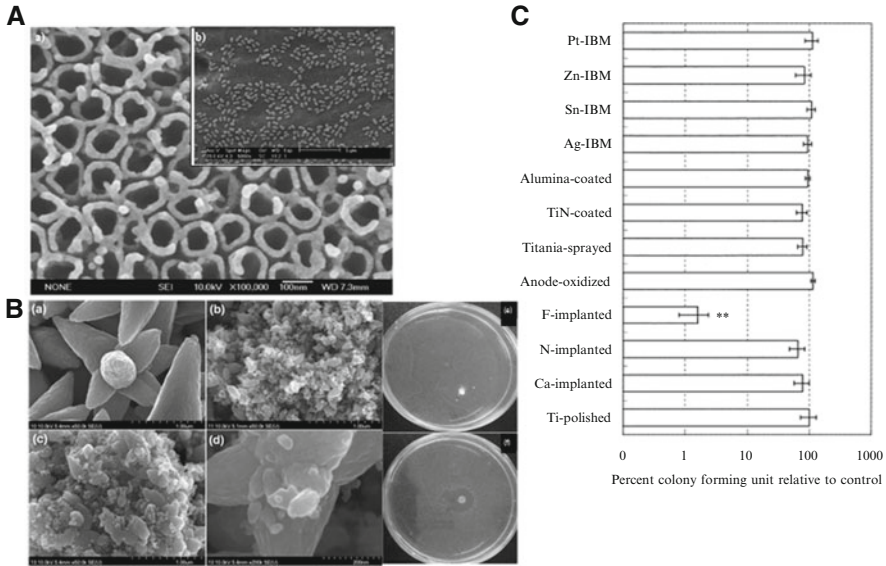 A
a)
b)
NONE SEI 10.0kV X100,000 100nm WD 7.3mm
B
(a)
(b)
(c)
(d)
C
Pt-IBM
Zn-IBM
Sn-IBM
Ag-IBM
Alumina-coated
TiN-coated
Titania-sprayed
Anode-oxidized
F-implanted
**
N-implanted
Ca-implanted
Ti-polished
0 1 10 100 1000
Percent colony forming unit relative to control